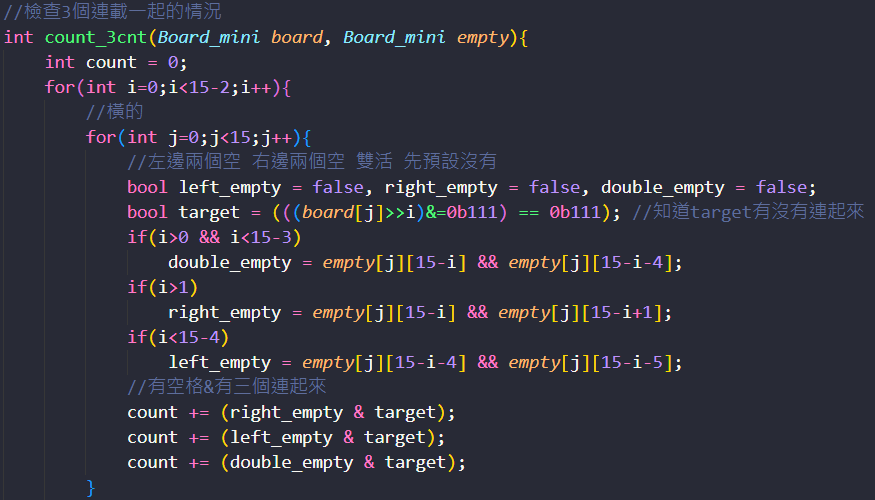 //檢查3個連載一起的情況
int count_3cnt(Board_mini board, Board_mini empty){
    int count = 0;
    for(int i=0;i<15-2;i++){
        //橫的
        for(int j=0;j<15;j++){
            //左邊兩個空 右邊兩個空 雙活 先預設沒有
            bool left_empty = false, right_empty = false, double_empty = false;
            bool target = (((board[j]>>i)&=0b111) == 0b111); //知道target有沒有連起來
            if(i>0 && i<15-3)
                double_empty = empty[j][15-i] && empty[j][15-i-4];
            if(i>1)
                right_empty = empty[j][15-i] && empty[j][15-i+1];
            if(i<15-4)
                left_empty = empty[j][15-i-4] && empty[j][15-i-5];
            //有空格&有三個連起來
            count += (right_empty & target);
            count += (left_empty & target);
            count += (double_empty & target);
        }